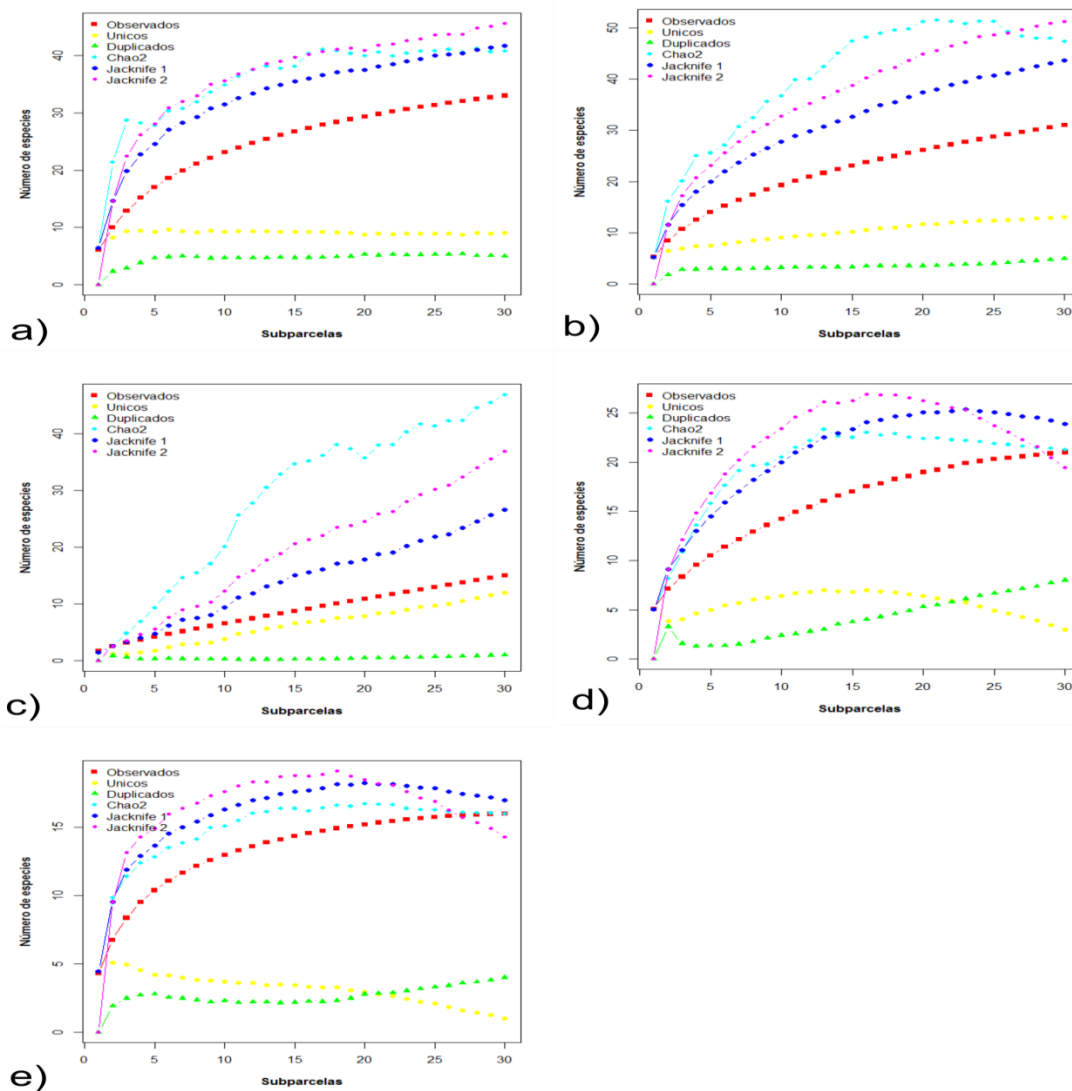 Observados
Unicos
Duplicados
Chao2
Jacknife 1
Jacknife 2
Número de especies
0 10 20 30 40
0 5 10 15 20 25 30
Subparcelas
a)
Observados
Unicos
Duplicados
Chao2
Jacknife 1
Jacknife 2
Número de especies
0 10 20 30 40 50
0 5 10 15 20 25 30
Subparcelas
b)
Observados
Unicos
Duplicados
Chao2
Jacknife 1
Jacknife 2
Número de especies
0 10 20 30 40
0 5 10 15 20 25 30
Subparcelas
c)
Observados
Unicos
Duplicados
Chao2
Jacknife 1
Jacknife 2
Número de especies
0 5 10 15 20 25
0 5 10 15 20 25 30
Subparcelas
d)
Observados
Unicos
Duplicados
Chao2
Jacknife 1
Jacknife 2
Número de especies
0 5 10 15
0 5 10 15 20 25 30
Subparcelas
e)